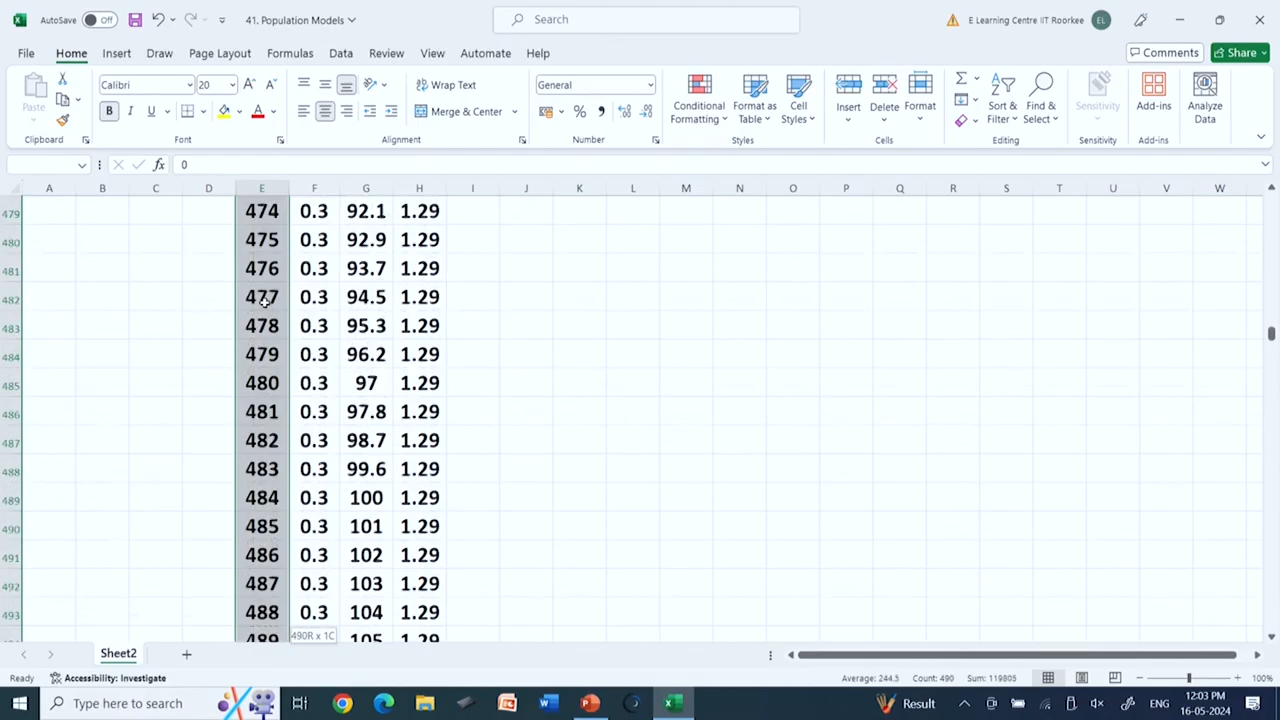 AutoSave Off 41. Population Models Search E Learning Centre IIT Roorkee EL
File Home Insert Draw Page Layout Formulas Data Review View Automate Help Comments Share
Calibri 20 Wrap Text General
Paste B I U Merge & Center Conditional Formatting Format as Table Cell Styles Insert Delete Format Sort & Filter Find & Select Sensitivity Add-ins Analyze Data
Clipboard Font Alignment Number Styles Cells Editing Sensitivity Add-ins
fx 0
A B C D E F G H I J K L M N O P Q R S T U V W
479 474 0.3 92.1 1.29
480 475 0.3 92.9 1.29
481 476 0.3 93.7 1.29
482 477 0.3 94.5 1.29
483 478 0.3 95.3 1.29
484 479 0.3 96.2 1.29
485 480 0.3 97 1.29
486 481 0.3 97.8 1.29
487 482 0.3 98.7 1.29
488 483 0.3 99.6 1.29
489 484 0.3 100 1.29
490 485 0.3 101 1.29
491 486 0.3 102 1.29
492 487 0.3 103 1.29
493 488 0.3 104 1.29
489 490R x 1C 105 1.29
Sheet2
Ready Accessibility: Investigate Average: 244.5 Count: 490 Sum: 119805 100%
Type here to search Result ENG 12:03 PM
16-05-2024